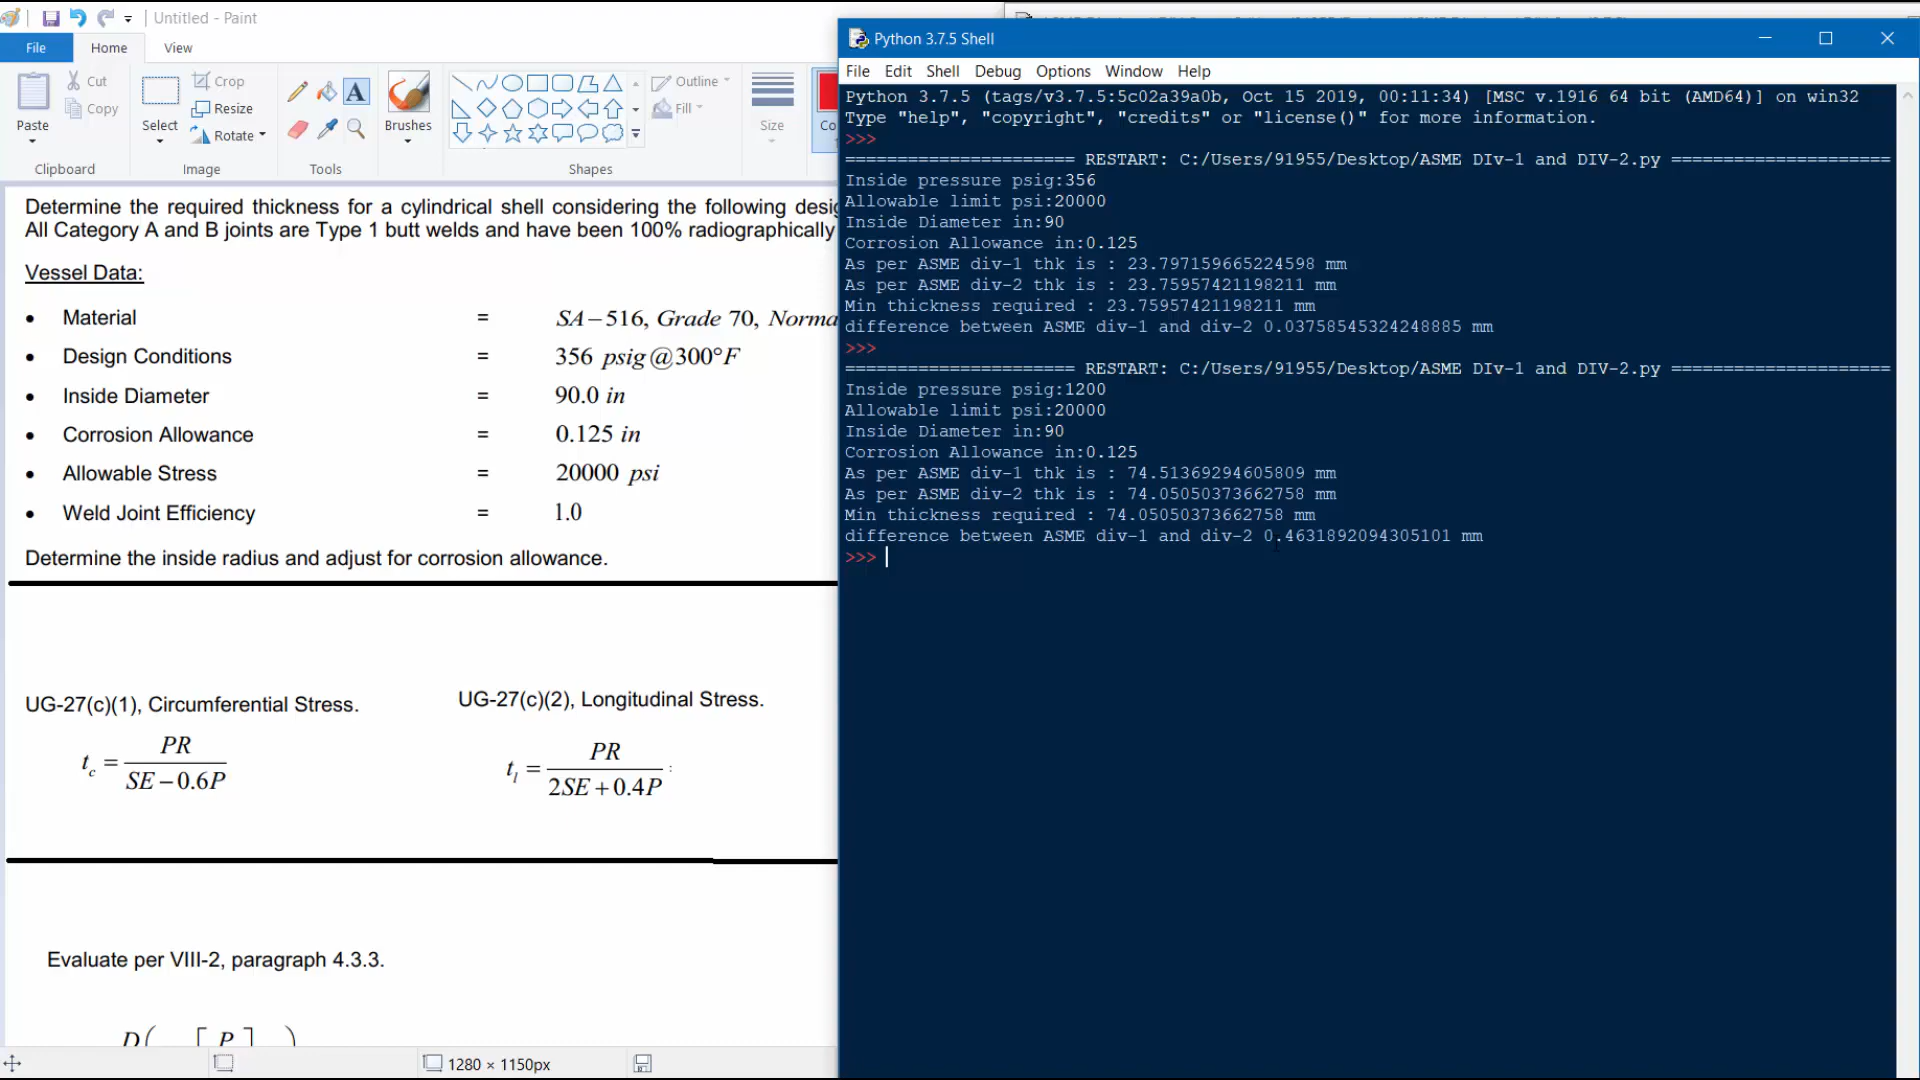 Untitled - Paint
File
Home
View
Paste
Cut
Copy
Clipboard
Select
Crop
Resize
Rotate
Image
Tools
Brushes
Outline
Fill
Shapes
Size
Determine the required thickness for a cylindrical shell considering the following
All Category A and B joints are Type 1 butt welds and have been 100% radiographically
Vessel Data:
• Material = SA-516, Grade 70,
• Design Conditions = 356 psig @300°F
• Inside Diameter = 90.0 in
• Corrosion Allowance = 0.125 in
• Allowable Stress = 20000 psi
• Weld Joint Efficiency = 1.0
Determine the inside radius and adjust for corrosion allowance.
UG-27(c)(1), Circumferential Stress.
UG-27(c)(2), Longitudinal Stress.
t_c = PR / (SE − 0.6P)
t_l = PR / (2SE + 0.4P)
Evaluate per VIII-2, paragraph 4.3.3.
D( [ P ] )
1280 × 1150px
Python 3.7.5 Shell
File Edit Shell Debug Options Window Help
Python 3.7.5 (tags/v3.7.5:5c02a39a0b, Oct 15 2019, 00:11:34) [MSC v.1916 64 bit (AMD64)] on win32
Type "help", "copyright", "credits" or "license()" for more information.
>>>
====================== RESTART: C:/Users/91955/Desktop/ASME DIv-1 and DIV-2.py =====================
Inside pressure psig:356
Allowable limit psi:20000
Inside Diameter in:90
Corrosion Allowance in:0.125
As per ASME div-1 thk is : 23.797159665224598 mm
As per ASME div-2 thk is : 23.75957421198211 mm
Min thickness required : 23.75957421198211 mm
difference between ASME div-1 and div-2 0.03758545324248885 mm
>>>
====================== RESTART: C:/Users/91955/Desktop/ASME DIv-1 and DIV-2.py =====================
Inside pressure psig:1200
Allowable limit psi:20000
Inside Diameter in:90
Corrosion Allowance in:0.125
As per ASME div-1 thk is : 74.51369294605809 mm
As per ASME div-2 thk is : 74.05050373662758 mm
Min thickness required : 74.05050373662758 mm
difference between ASME div-1 and div-2 0.4631892094305101 mm
>>>